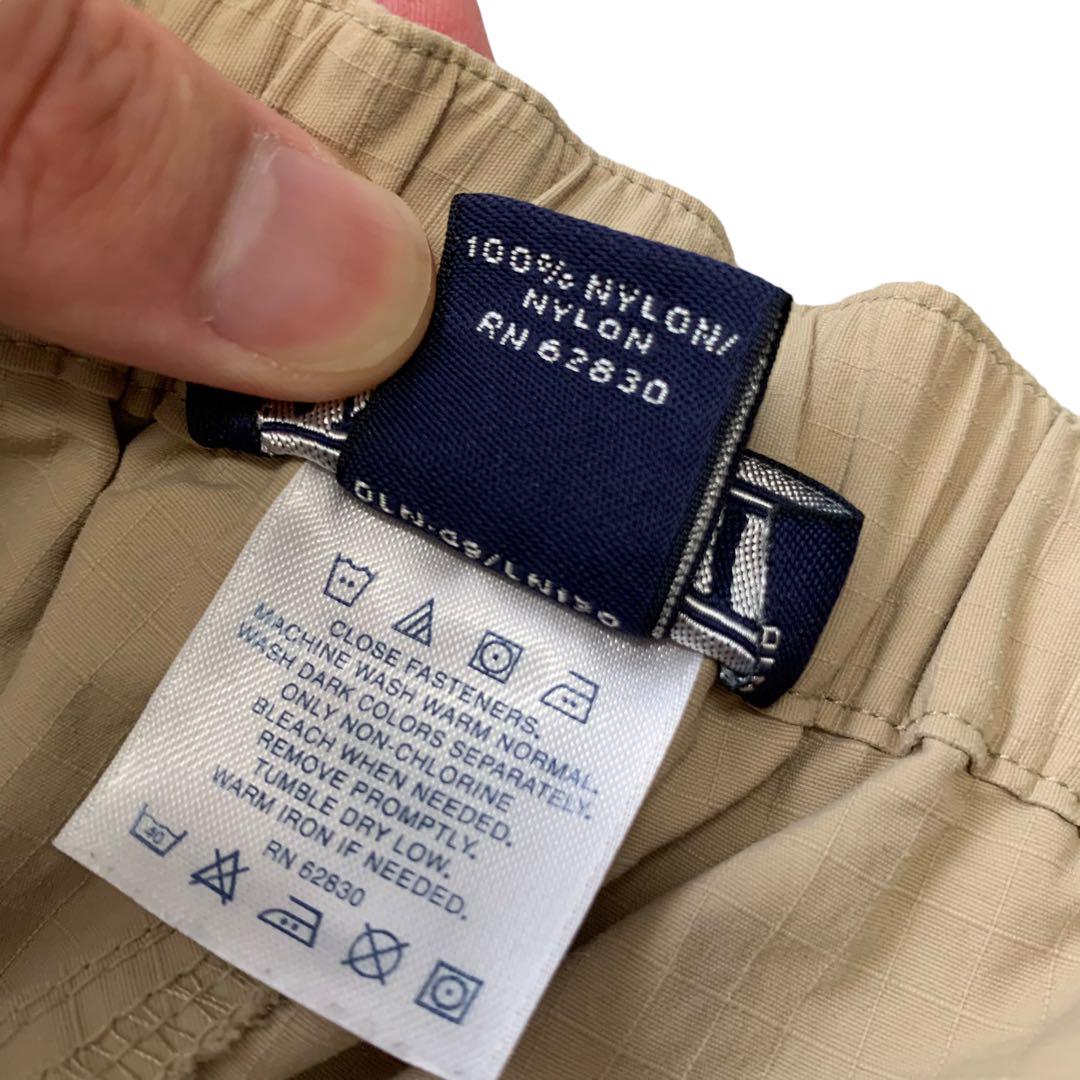 100% NYLON/
NYLON
RN 62830
CLOSE FASTENERS.
MACHINE WASH WARM NORMAL.
WASH DARK COLORS SEPARATELY.
ONLY NON-CHLORINE
BLEACH WHEN NEEDED.
REMOVE PROMPTLY.
TUMBLE DRY LOW.
WARM IRON IF NEEDED.
RN 62830